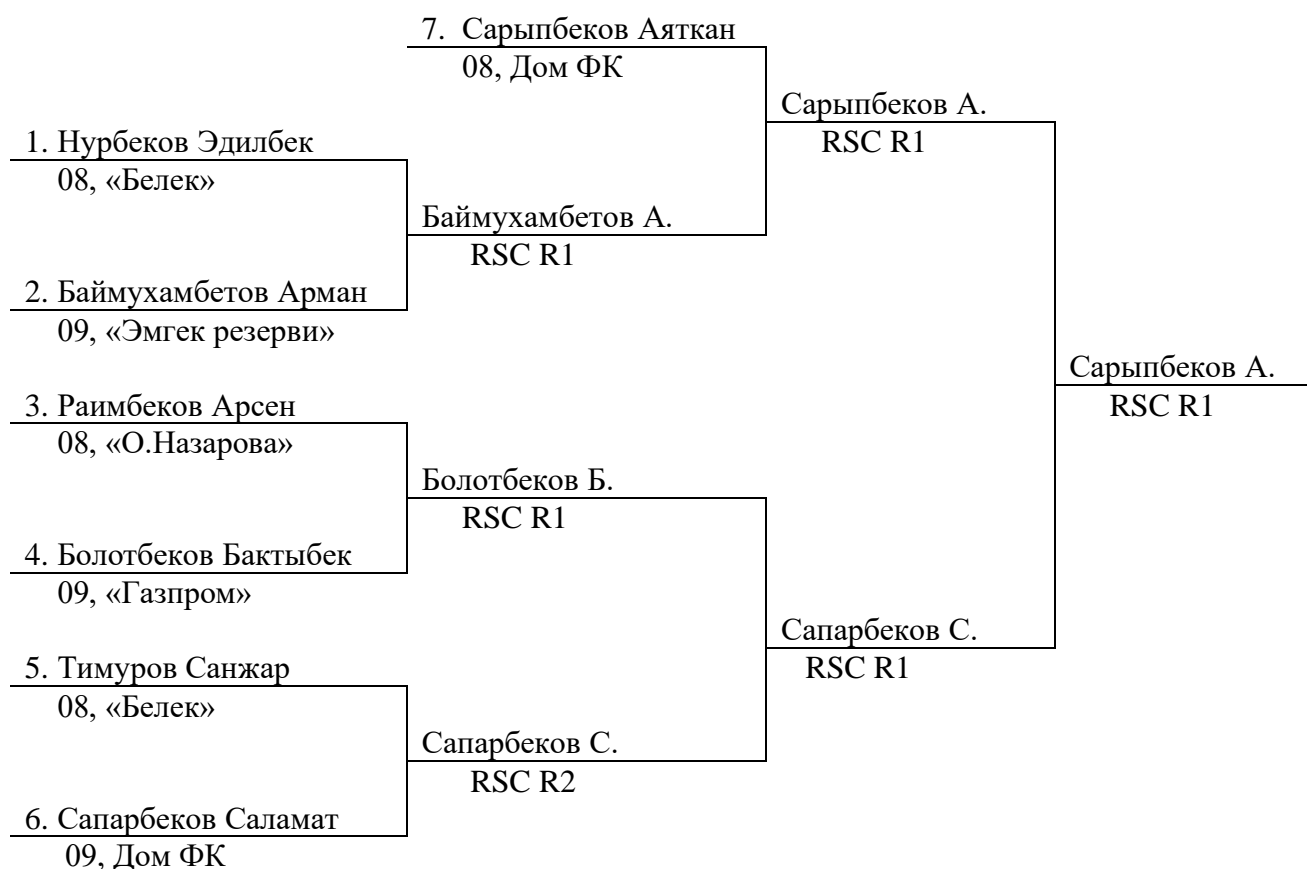 7. Сарыпбеков Аяткан
08, Дом ФК
Сарыпбеков А.
RSC R1
1. Нурбеков Эдилбек
08, «Белек»
Баймухамбетов А.
RSC R1
2. Баймухамбетов Арман
09, «Эмгек резерви»
Сарыпбеков А.
RSC R1
3. Раимбеков Арсен
08, «О.Назарова»
Болотбеков Б.
RSC R1
4. Болотбеков Бактыбек
09, «Газпром»
Сапарбеков С.
RSC R1
5. Тимуров Санжар
08, «Белек»
Сапарбеков С.
RSC R2
6. Сапарбеков Саламат
09, Дом ФК